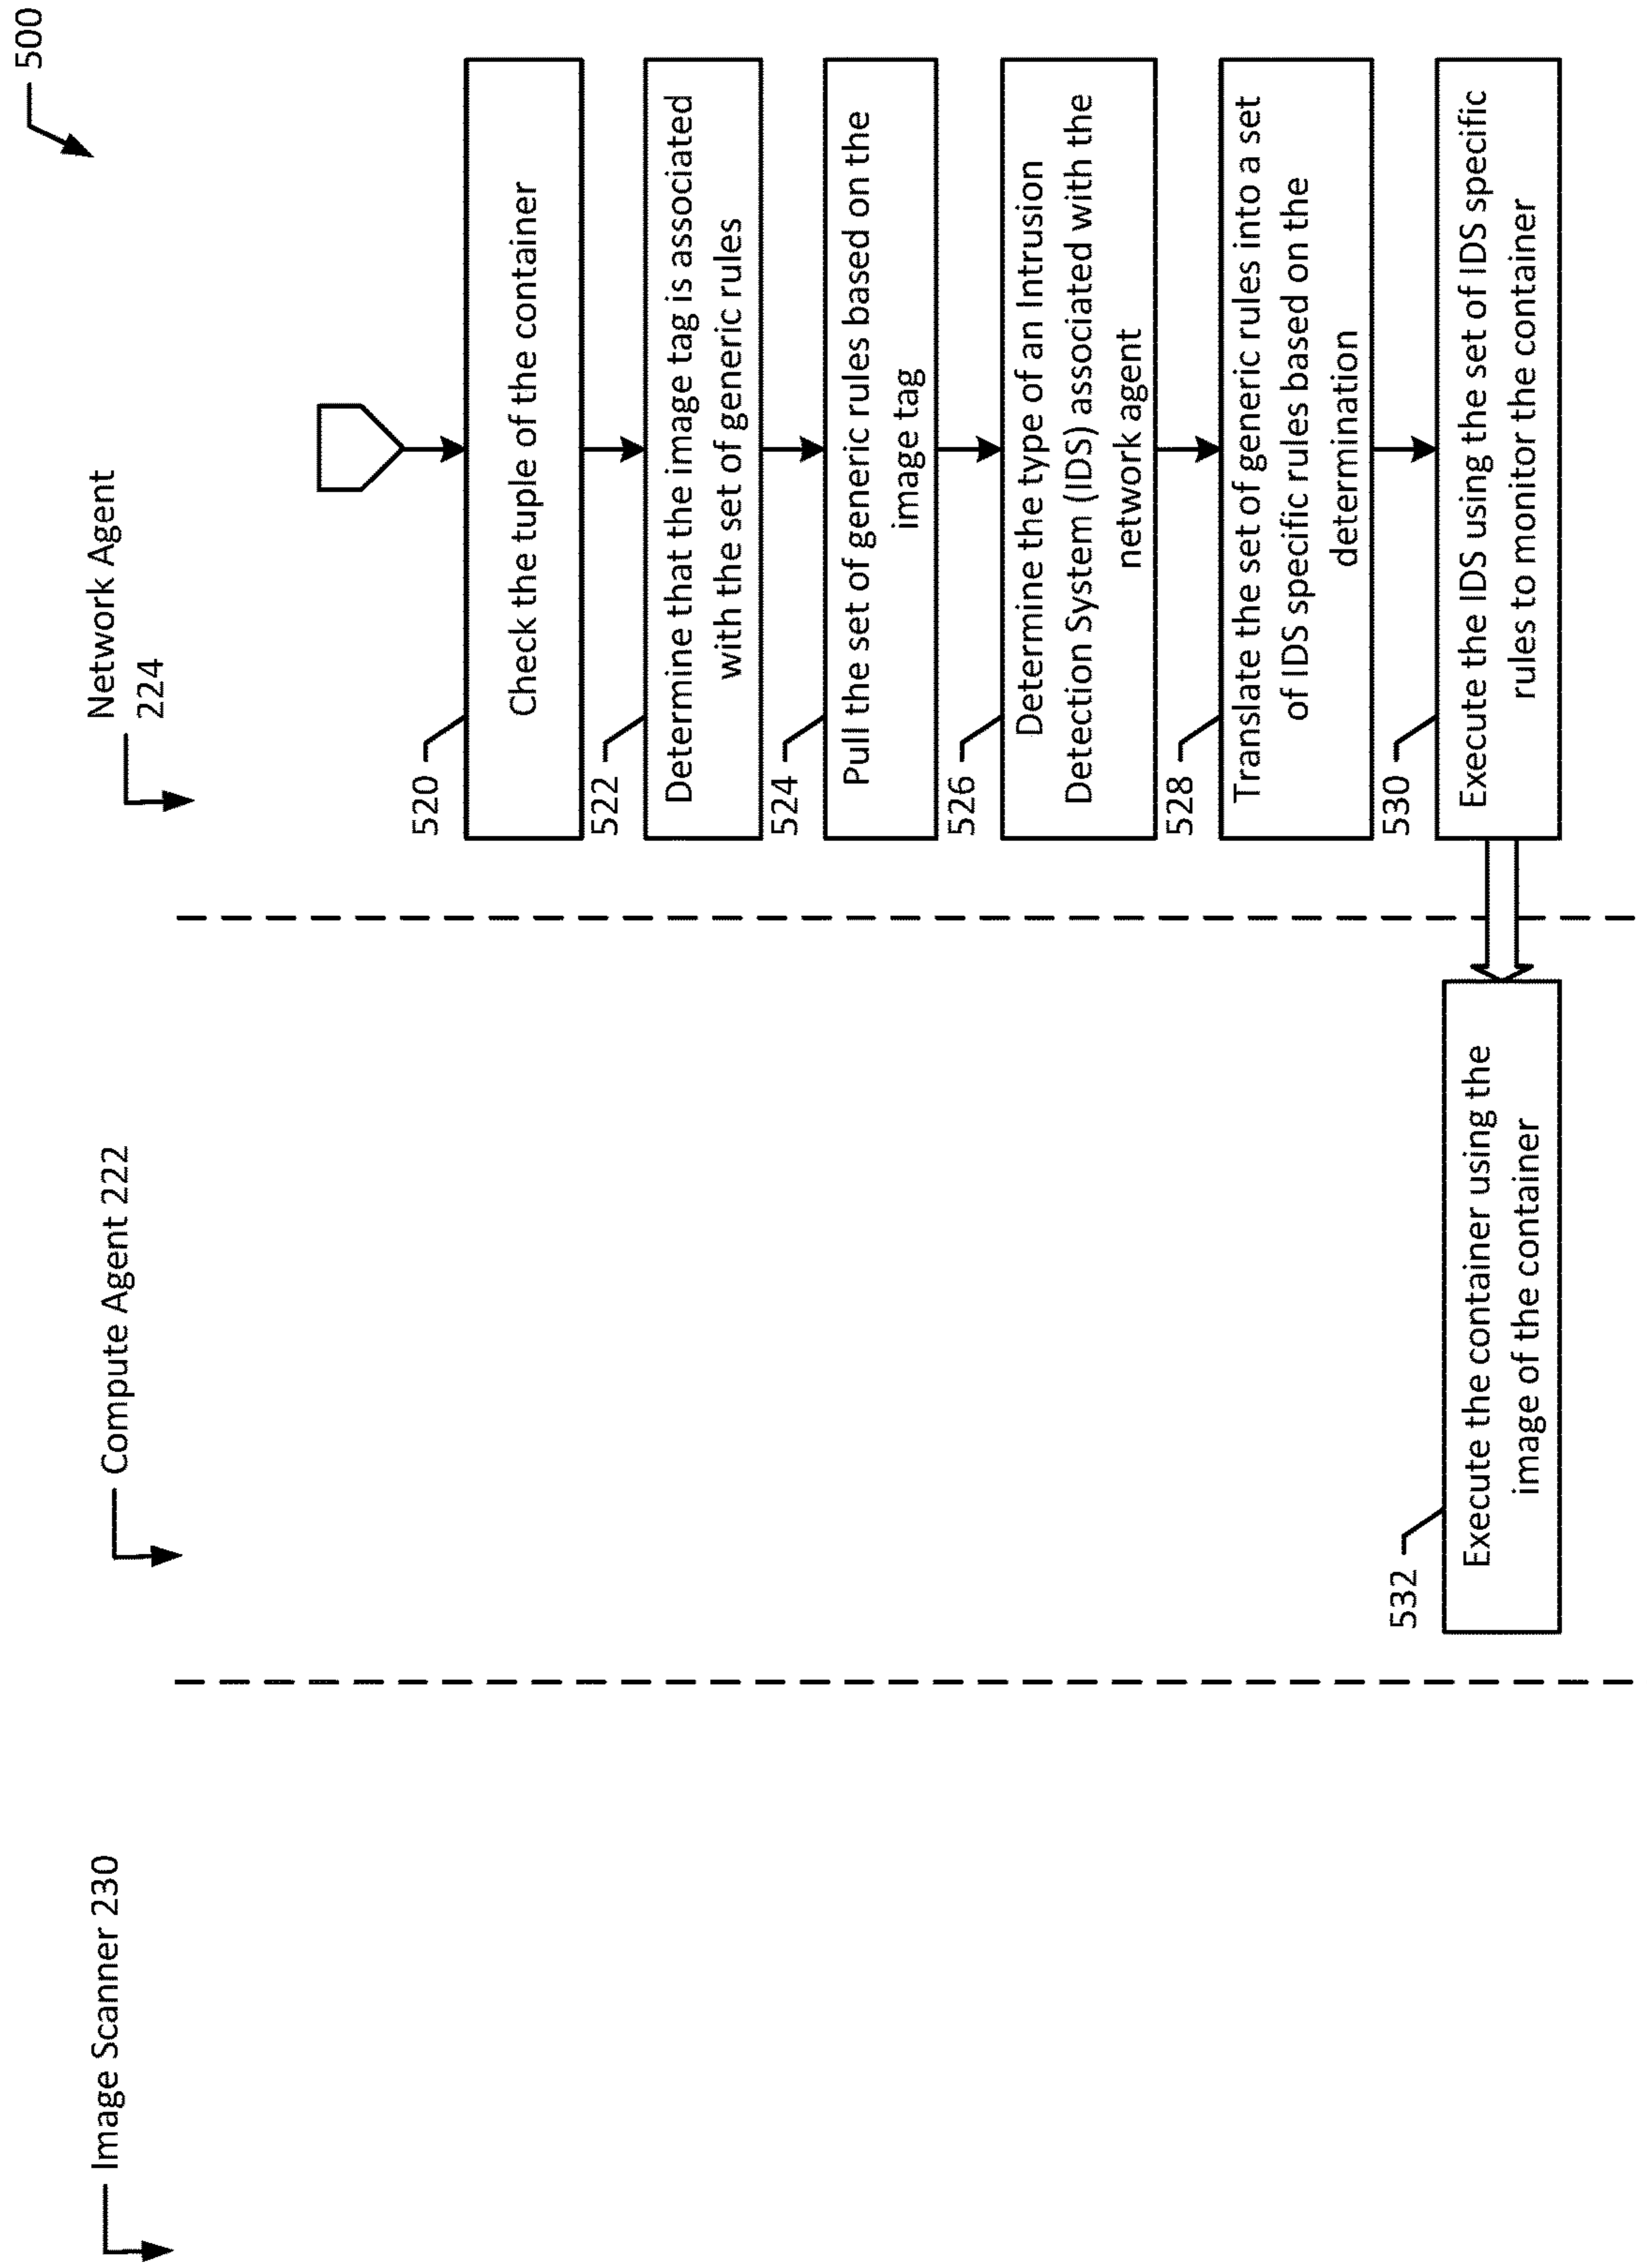 500
Image Scanner 230
Compute Agent 222
Network Agent
224
520
Check the tuple of the container
522
Determine that the image tag is associated
with the set of generic rules
524
Pull the set of generic rules based on the
image tag
526
Determine the type of an Intrusion
Detection System (IDS) associated with the
network agent
528
Translate the set of generic rules into a set
of IDS specific rules based on the
determination
530
Execute the IDS using the set of IDS specific
rules to monitor the container
532
Execute the container using the
image of the container